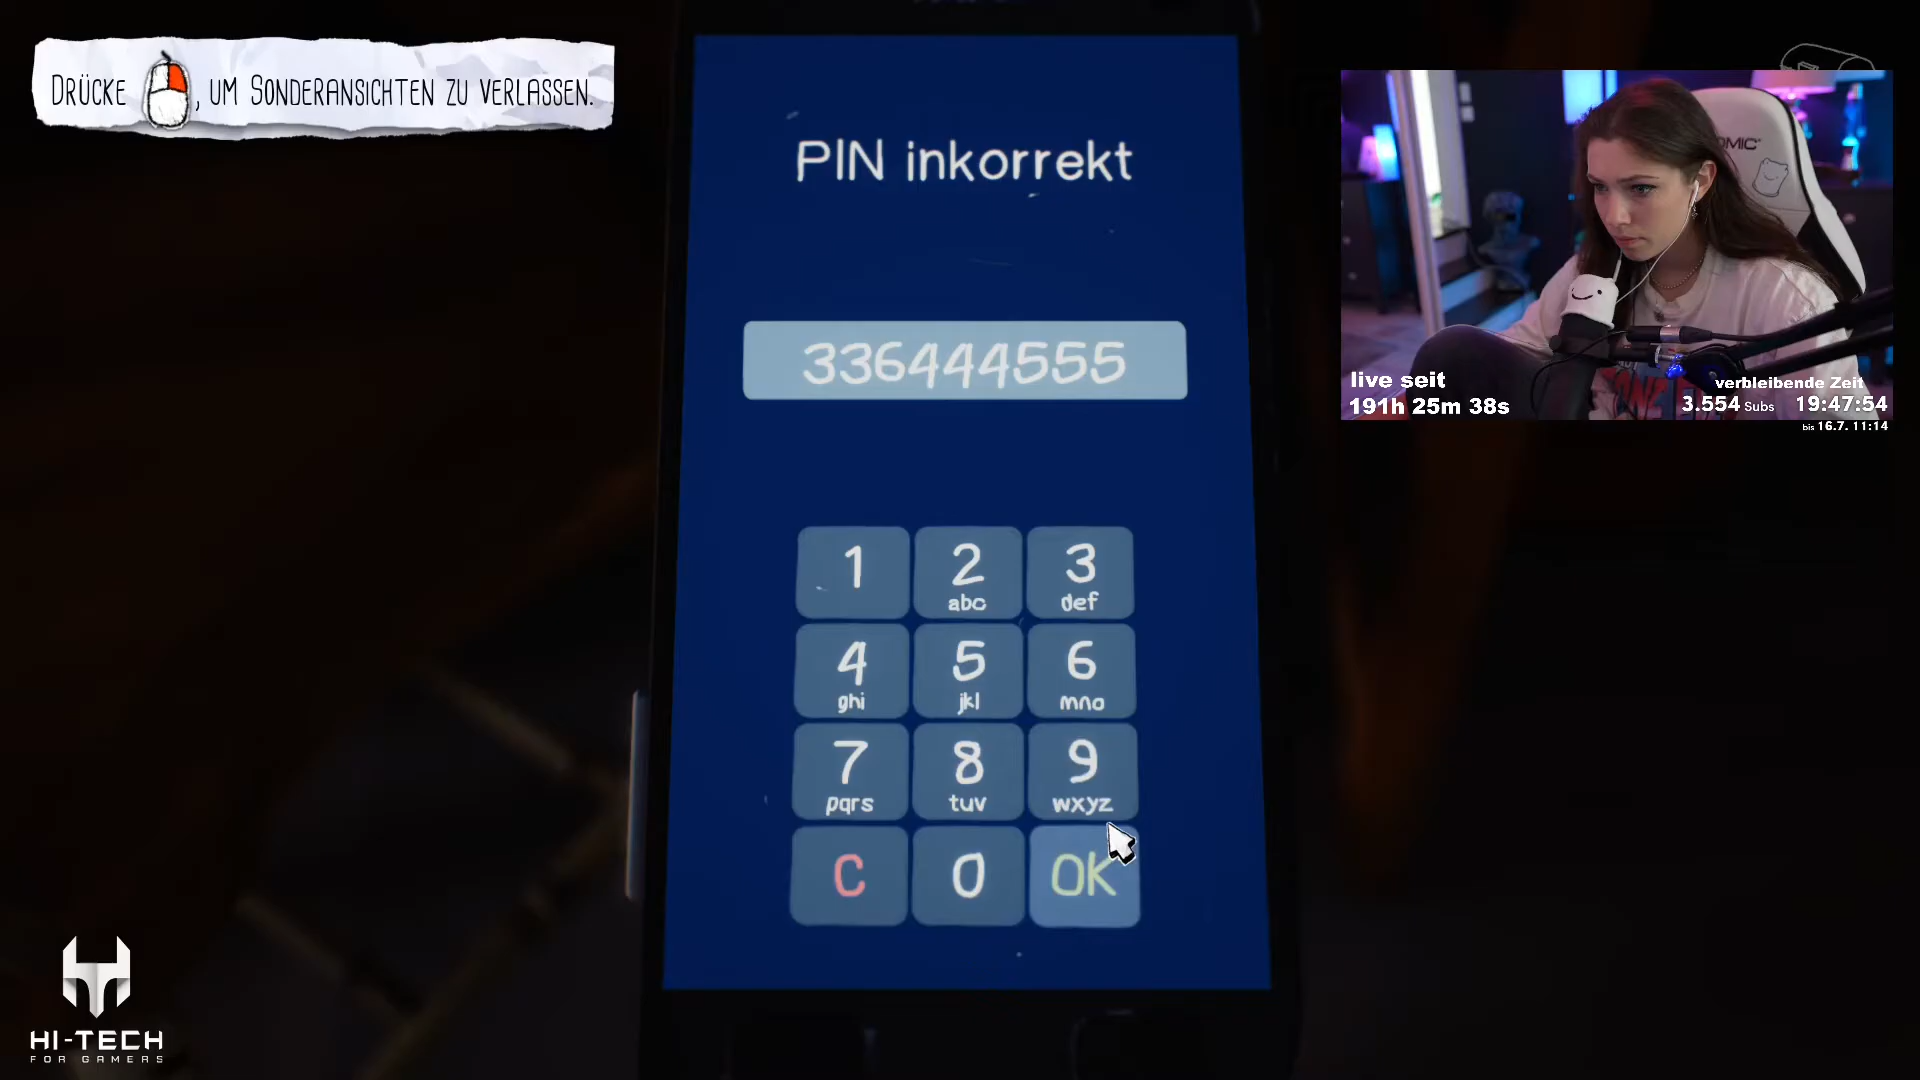 DRÜCKE , UM SONDERANSICHTEN ZU VERLASSEN.
PIN inkorrekt
336444555
1
2
abc
3
def
4
ghi
5
jkl
6
mno
7
pqrs
8
tuv
9
wxyz
C
0
OK
OMIC
live seit
191h 25m 38s
verbleibende Zeit
3.554 Subs 19:47:54
bis 16.7. 11:14
HI-TECH
FOR GAMERS